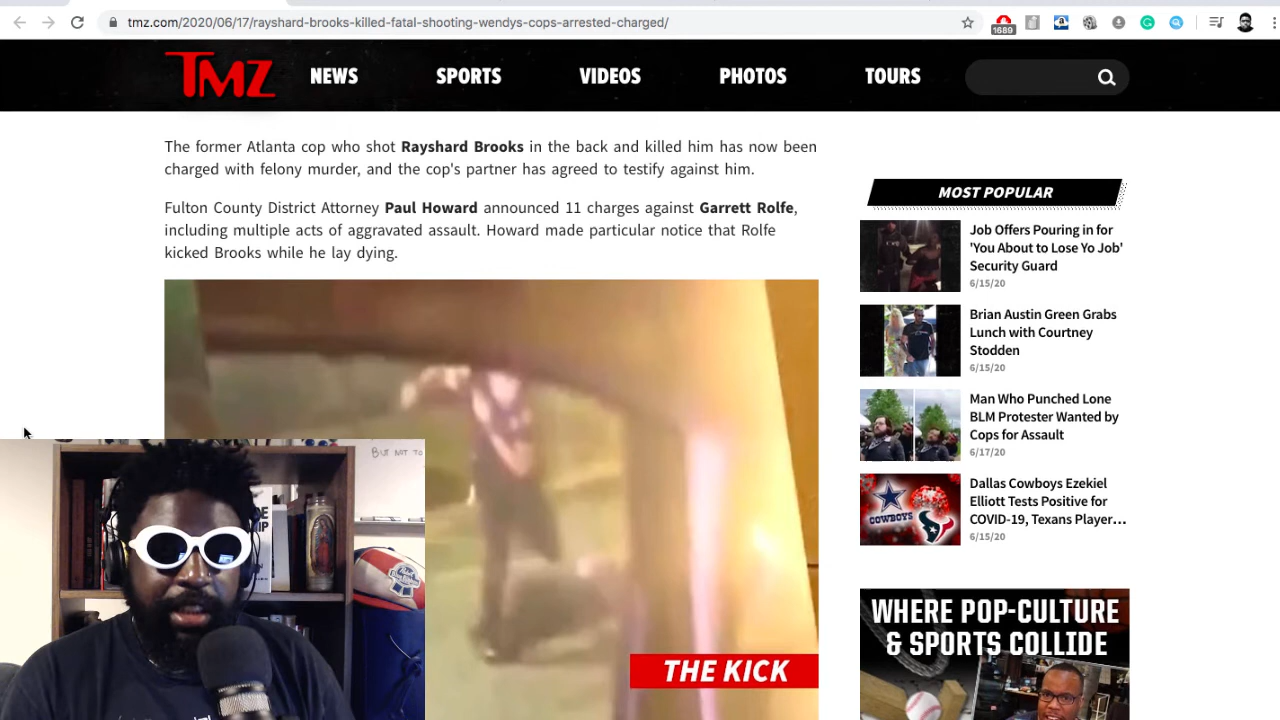 tmz.com/2020/06/17/rayshard-brooks-killed-fatal-shooting-wendys-cops-arrested-charged/
1689
TMZ
NEWS
SPORTS
VIDEOS
PHOTOS
TOURS
The former Atlanta cop who shot Rayshard Brooks in the back and killed him has now been
charged with felony murder, and the cop's partner has agreed to testify against him.
Fulton County District Attorney Paul Howard announced 11 charges against Garrett Rolfe,
including multiple acts of aggravated assault. Howard made particular notice that Rolfe
kicked Brooks while he lay dying.
THE KICK
BUT NOT TO
MOST POPULAR
Job Offers Pouring in for
'You About to Lose Yo Job'
Security Guard
6/15/20
Brian Austin Green Grabs
Lunch with Courtney
Stodden
6/15/20
Man Who Punched Lone
BLM Protester Wanted by
Cops for Assault
6/17/20
COWBOYS
Dallas Cowboys Ezekiel
Elliott Tests Positive for
COVID-19, Texans Player...
6/15/20
WHERE POP-CULTURE
& SPORTS COLLIDE